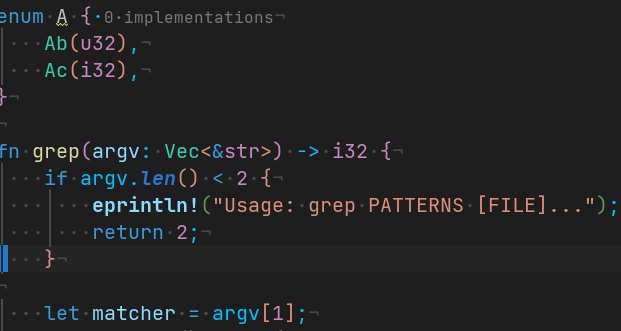 enum A { 0 implementations
Ab(u32),
Ac(i32),
}
fn grep(argv: Vec<&str>) -> i32 {
if argv.len() < 2 {
eprintln!("Usage: grep PATTERNS [FILE]...");
return 2;
}
let matcher = argv[1];